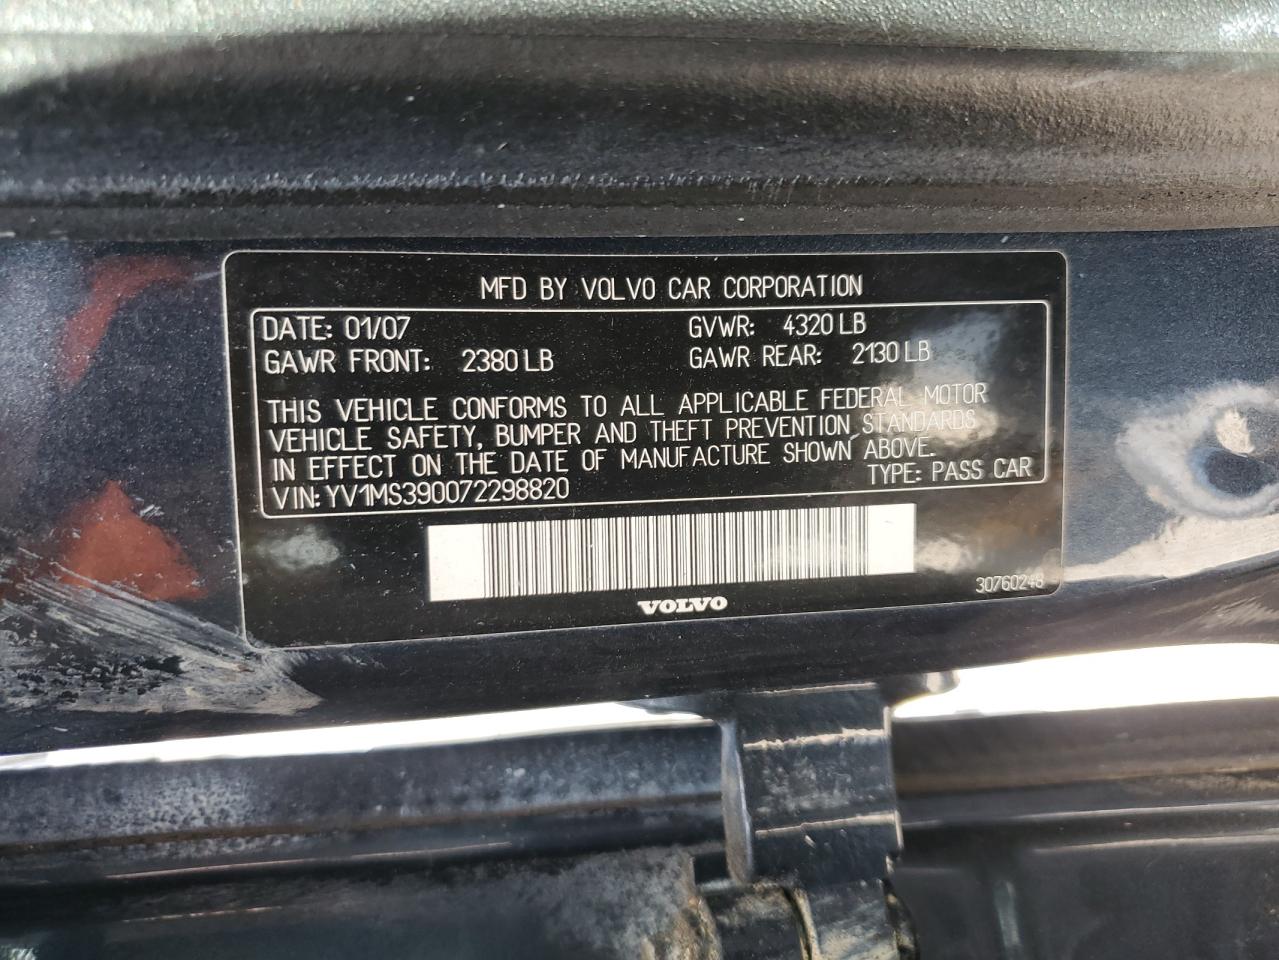 MFD BY VOLVO CAR CORPORATION
DATE: 01/07 GVWR: 4320 LB
GAWR FRONT: 2380 LB GAWR REAR: 2130 LB
THIS VEHICLE CONFORMS TO ALL APPLICABLE FEDERAL MOTOR
VEHICLE SAFETY, BUMPER AND THEFT PREVENTION STANDARDS
IN EFFECT ON THE DATE OF MANUFACTURE SHOWN ABOVE.
VIN: YV1MS390072298820 TYPE: PASS CAR
VOLVO
30760248